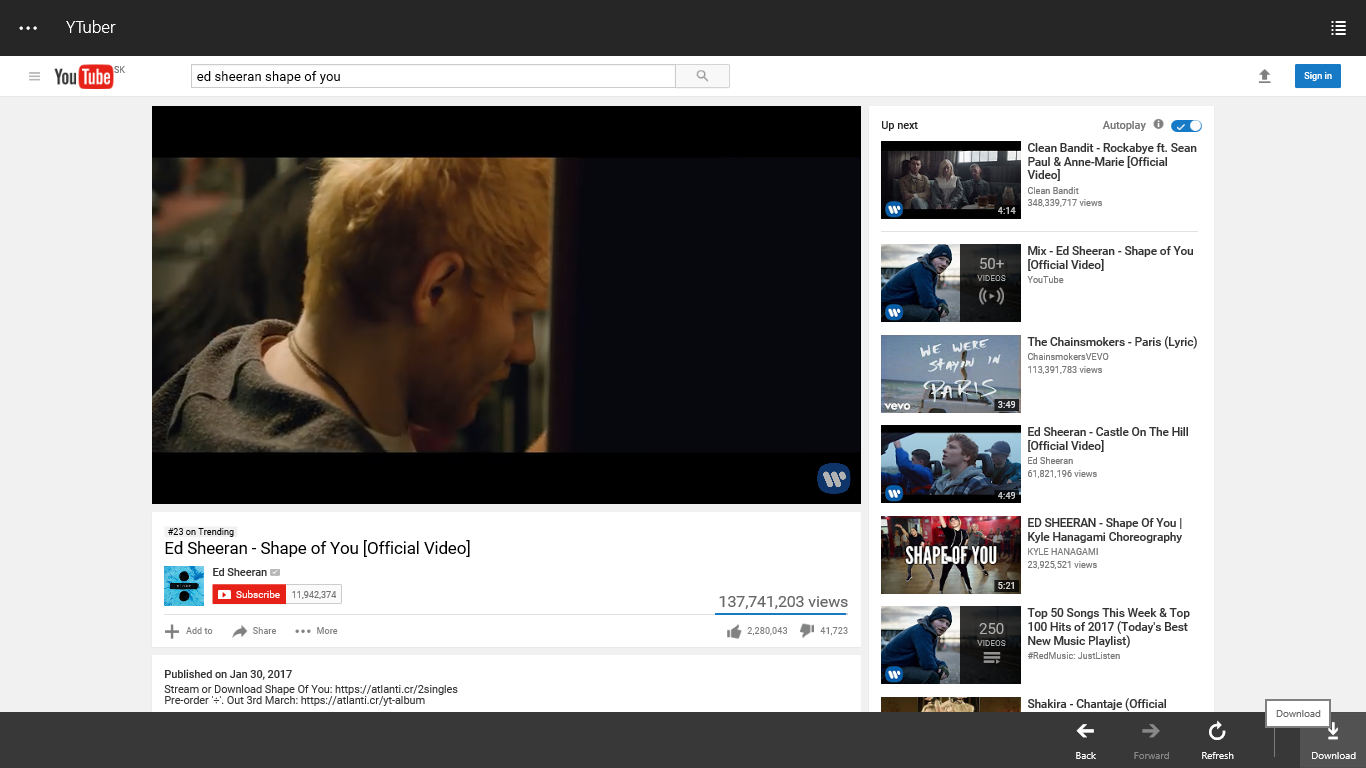 YTuber
YouTube SK
ed sheeran shape of you
Sign in
Up next
Autoplay
Clean Bandit - Rockabye ft. Sean
Paul & Anne-Marie [Official
Video]
Clean Bandit
348,339,717 views
4:14
Mix - Ed Sheeran - Shape of You
[Official Video]
YouTube
50+
VIDEOS
The Chainsmokers - Paris (Lyric)
ChainsmokersVEVO
113,391,783 views
WE WERE
STAYIN IN
PARIS
vevo
3:49
Ed Sheeran - Castle On The Hill
[Official Video]
Ed Sheeran
61,821,196 views
4:49
ED SHEERAN - Shape Of You |
Kyle Hanagami Choreography
KYLE HANAGAMI
23,925,521 views
SHAPE OF YOU
5:21
Top 50 Songs This Week & Top
100 Hits of 2017 (Today's Best
New Music Playlist)
#RedMusic: JustListen
250
VIDEOS
Shakira - Chantaje (Official
#23 on Trending
Ed Sheeran - Shape of You [Official Video]
Ed Sheeran
Subscribe 11,942,374
137,741,203 views
Add to Share More
2,280,043 41,723
Published on Jan 30, 2017
Stream or Download Shape Of You: https://atlanti.cr/2singles
Pre-order '÷'. Out 3rd March: https://atlanti.cr/yt-album
Download
Back Forward Refresh Download